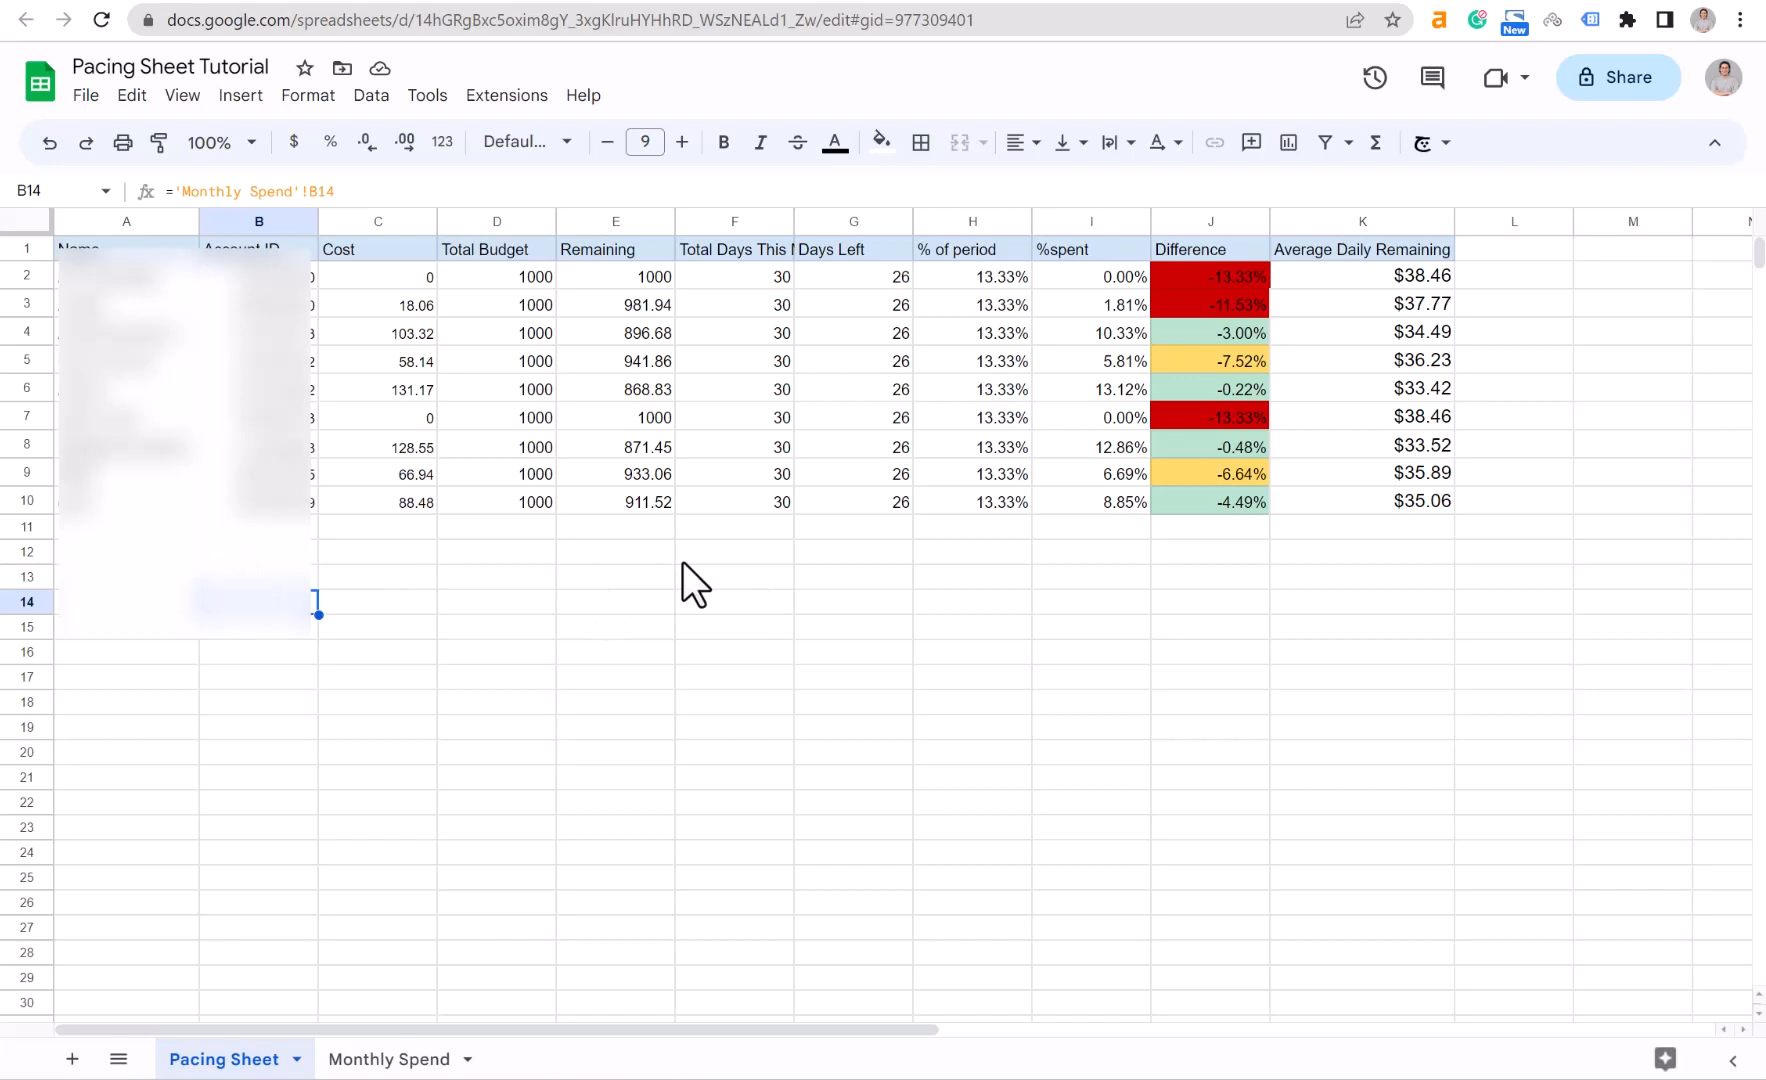 docs.google.com/spreadsheets/d/14hGRgBxc5oxim8gY_3xgKlruHYHhRD_WSzNEALd1_Zw/edit#gid=977309401
New
Pacing Sheet Tutorial
File Edit View Insert Format Data Tools Extensions Help
Share
100% $ % .0 .00 123 Defaul... − 9 + B I A Σ
B14 fx ='Monthly Spend'!B14
A B C D E F G H I J K L M
1 Name Account ID Cost Total Budget Remaining Total Days This Days Left % of period %spent Difference Average Daily Remaining
2 0 1000 1000 30 26 13.33% 0.00% -13.33% $38.46
3 18.06 1000 981.94 30 26 13.33% 1.81% -11.53% $37.77
4 103.32 1000 896.68 30 26 13.33% 10.33% -3.00% $34.49
5 58.14 1000 941.86 30 26 13.33% 5.81% -7.52% $36.23
6 131.17 1000 868.83 30 26 13.33% 13.12% -0.22% $33.42
7 0 1000 1000 30 26 13.33% 0.00% -13.33% $38.46
8 128.55 1000 871.45 30 26 13.33% 12.86% -0.48% $33.52
9 66.94 1000 933.06 30 26 13.33% 6.69% -6.64% $35.89
10 88.48 1000 911.52 30 26 13.33% 8.85% -4.49% $35.06
11
12
13
14
15
16
17
18
19
20
21
22
23
24
25
26
27
28
29
30
+ Pacing Sheet Monthly Spend